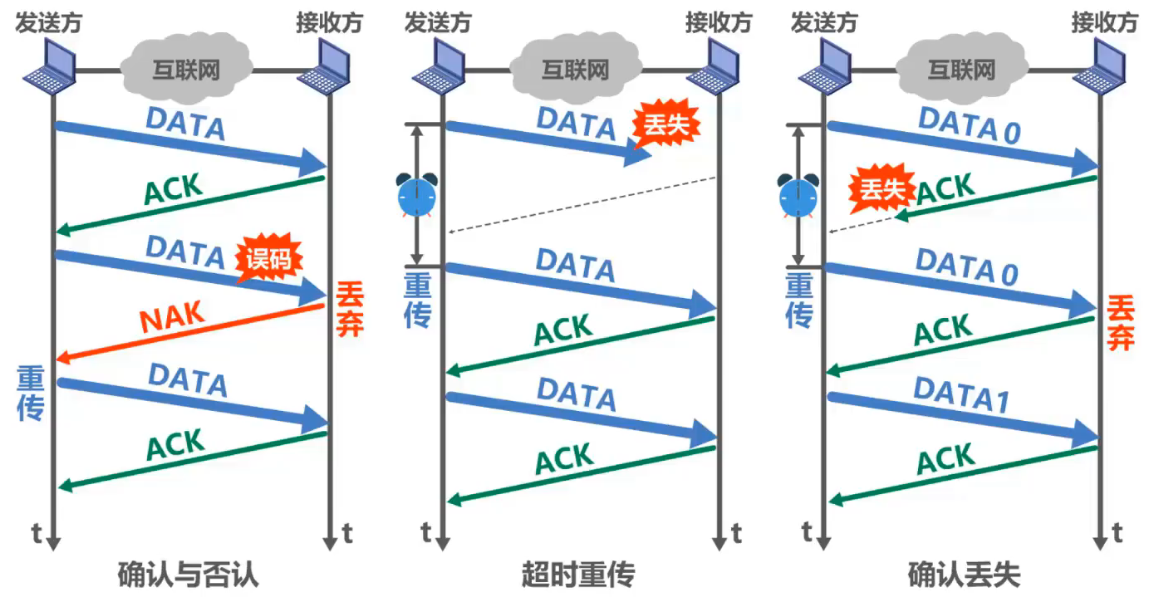 发送方
接收方
互联网
DATA
ACK
DATA
误码
丢弃
NAK
重传
DATA
ACK
t
t
确认与否认
发送方
接收方
互联网
DATA
丢失
重传
DATA
ACK
DATA
ACK
t
t
超时重传
发送方
接收方
互联网
DATA 0
丢失
ACK
重传
DATA 0
丢弃
ACK
DATA1
ACK
t
t
确认丢失